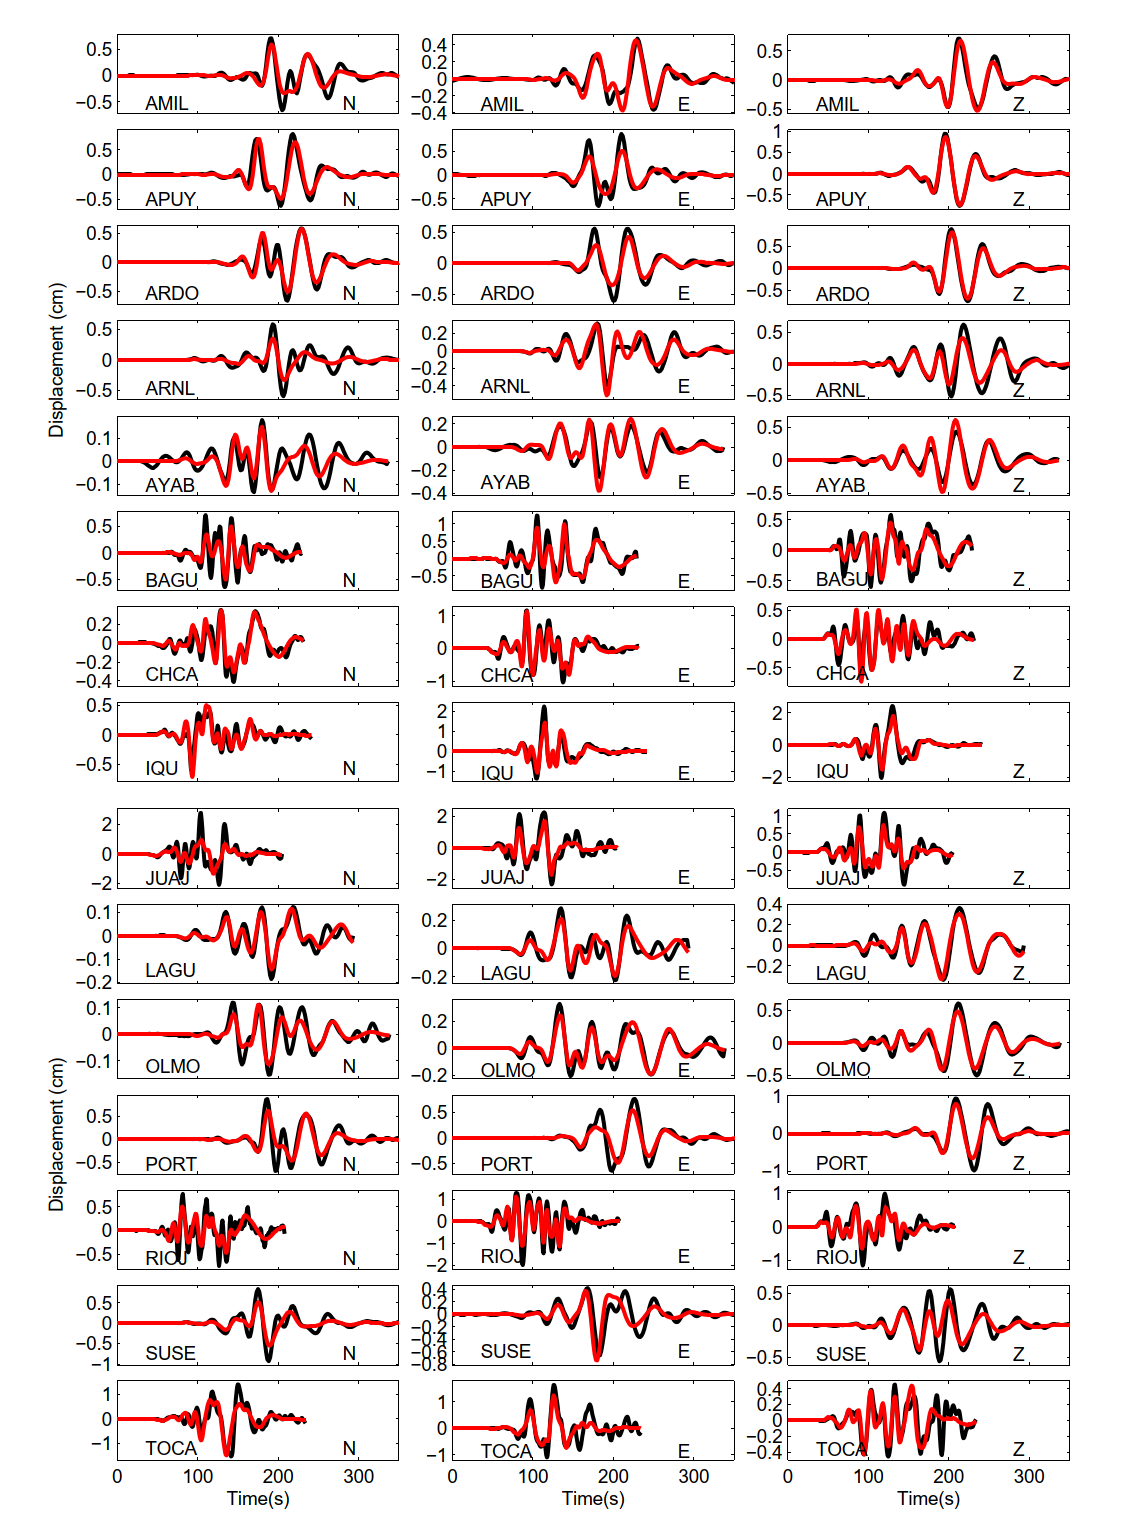 0.5 0 −0.5 AMIL N
0.4 0.2 0 −0.2 −0.4 AMIL E
0.5 0 −0.5 AMIL Z
0.5 0 −0.5 APUY N
0.5 0 −0.5 APUY E
1 0.5 0 −0.5 APUY Z
0.5 0 −0.5 ARDO N
0.5 0 −0.5 ARDO E
0.5 0 −0.5 ARDO Z
0.5 0 −0.5 ARNL N
0.2 0 −0.2 −0.4 ARNL E
0.5 0 −0.5 ARNL Z
Displacement (cm)
0.1 0 −0.1 AYAB N
0.2 0 −0.2 −0.4 AYAB E
0.5 0 −0.5 AYAB Z
0.5 0 −0.5 BAGU N
1 0.5 0 −0.5 BAGU E
0.5 0 −0.5 BAGU Z
0.2 0 −0.2 −0.4 CHCA N
1 0 −1 CHCA E
0.5 0 −0.5 CHCA Z
0.5 0 −0.5 IQU N
2 1 0 −1 IQU E
2 0 −2 IQU Z
2 0 −2 JUAJ N
2 0 −2 JUAJ E
1 0.5 0 −0.5 JUAJ Z
0.1 0 −0.1 −0.2 LAGU N
0.2 0 −0.2 LAGU E
0.4 0.2 0 −0.2 LAGU Z
0.1 0 −0.1 OLMO N
0.2 0 −0.2 OLMO E
0.5 0 −0.5 OLMO Z
Displacement (cm)
0.5 0 −0.5 PORT N
0.5 0 −0.5 PORT E
1 0 −1 PORT Z
0.5 0 −0.5 RIOJ N
1 0 −1 −2 RIOJ E
1 0 −1 RIOJ Z
0.5 0 −0.5 −1 SUSE N
0.4 0.2 0 −0.2 −0.4 −0.6 −0.8 SUSE E
0.5 0 −0.5 SUSE Z
1 0 −1 TOCA N
1 0 −1 TOCA E
0.4 0.2 0 −0.2 −0.4 TOCA Z
0 100 200 300
0 100 200 300
0 100 200 300
Time(s)
Time(s)
Time(s)